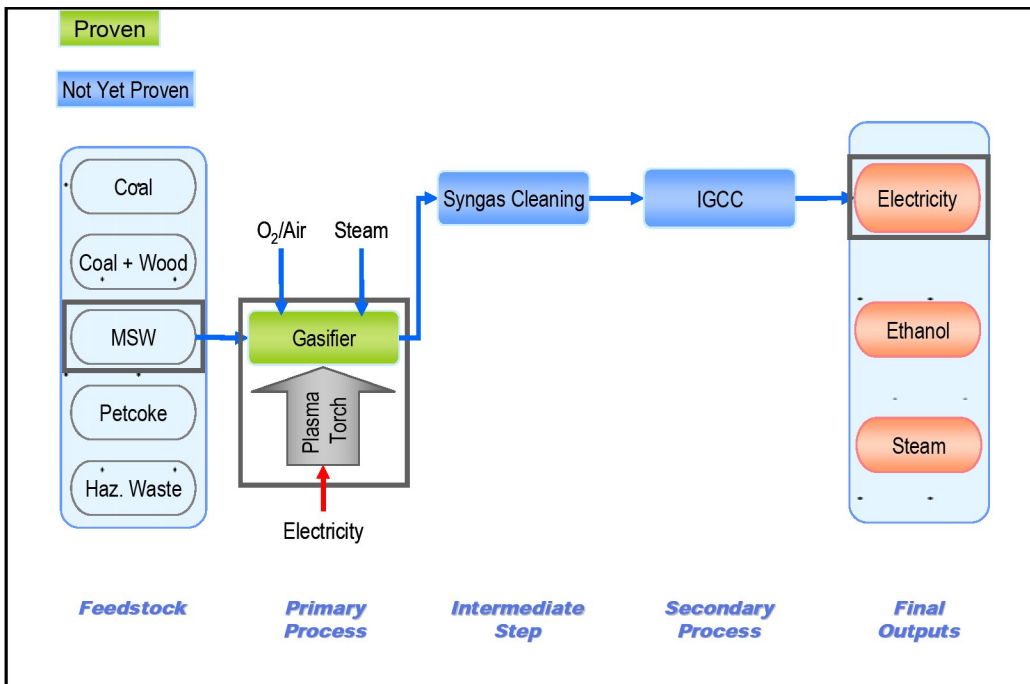 Proven
Not Yet Proven
Coal
Coal + Wood
MSW
Petcoke
Haz. Waste
O₂/Air
Steam
Gasifier
Plasma
Torch
Electricity
Syngas Cleaning
IGCC
Electricity
Ethanol
Steam
Feedstock
Primary
Process
Intermediate
Step
Secondary
Process
Final
Outputs